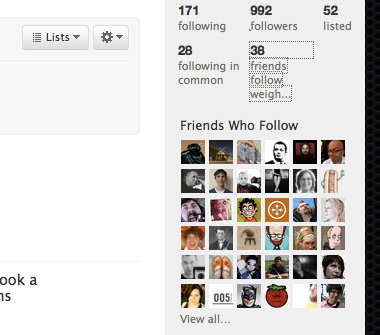 Lists
171 992 52
following followers listed
28 38
following in friends
common follow
weigh...
Friends Who Follow
005
View all...
ook a
ns